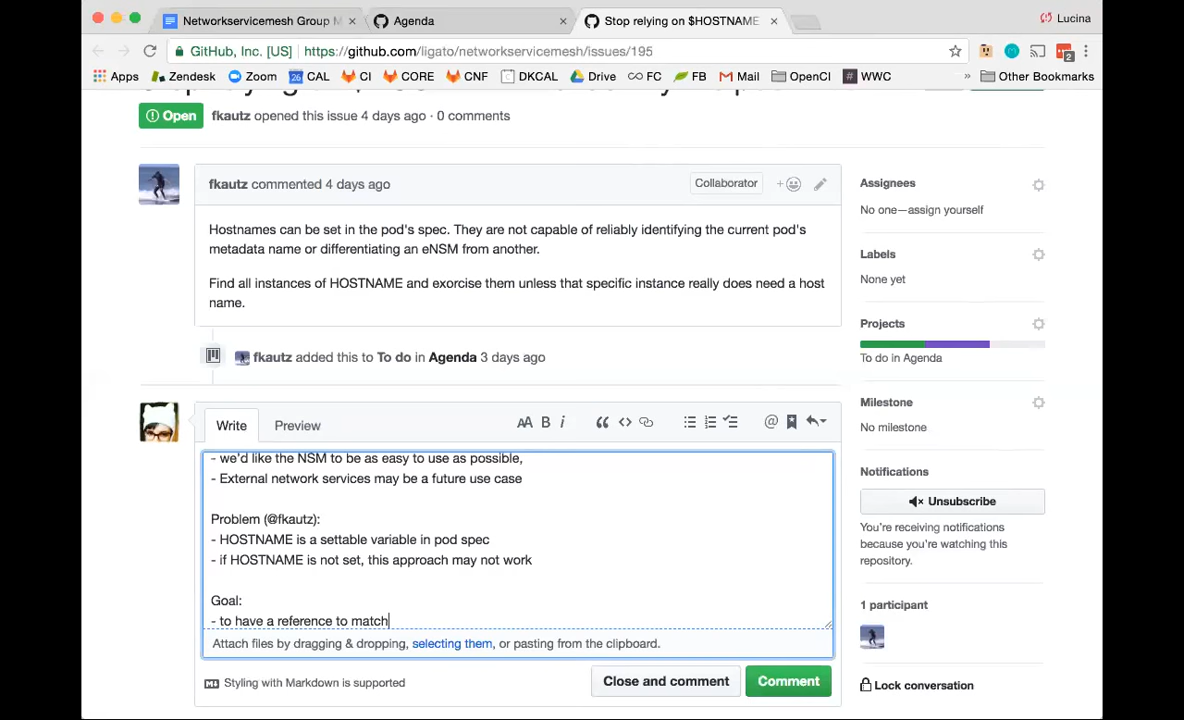 Networkservicemesh Group M
Agenda
Stop relying on $HOSTNAME
Lucina
GitHub, Inc. [US]
https://github.com/ligato/networkservicemesh/issues/195
Apps
Zendesk
Zoom
CAL
CI
CORE
CNF
DKCAL
Drive
FC
FB
Mail
OpenCI
WWC
» Other Bookmarks
Open
fkautz opened this issue 4 days ago · 0 comments
fkautz commented 4 days ago
Collaborator
Hostnames can be set in the pod's spec. They are not capable of reliably identifying the current pod's
metadata name or differentiating an eNSM from another.
Find all instances of HOSTNAME and exorcise them unless that specific instance really does need a host
name.
fkautz added this to To do in Agenda 3 days ago
Write
Preview
- we'd like the NSM to be as easy to use as possible,
- External network services may be a future use case
Problem (@fkautz):
- HOSTNAME is a settable variable in pod spec
- if HOSTNAME is not set, this approach may not work
Goal:
- to have a reference to match
Attach files by dragging & dropping, selecting them, or pasting from the clipboard.
Styling with Markdown is supported
Close and comment
Comment
Assignees
No one—assign yourself
Labels
None yet
Projects
To do in Agenda
Milestone
No milestone
Notifications
Unsubscribe
You're receiving notifications
because you're watching this
repository.
1 participant
Lock conversation